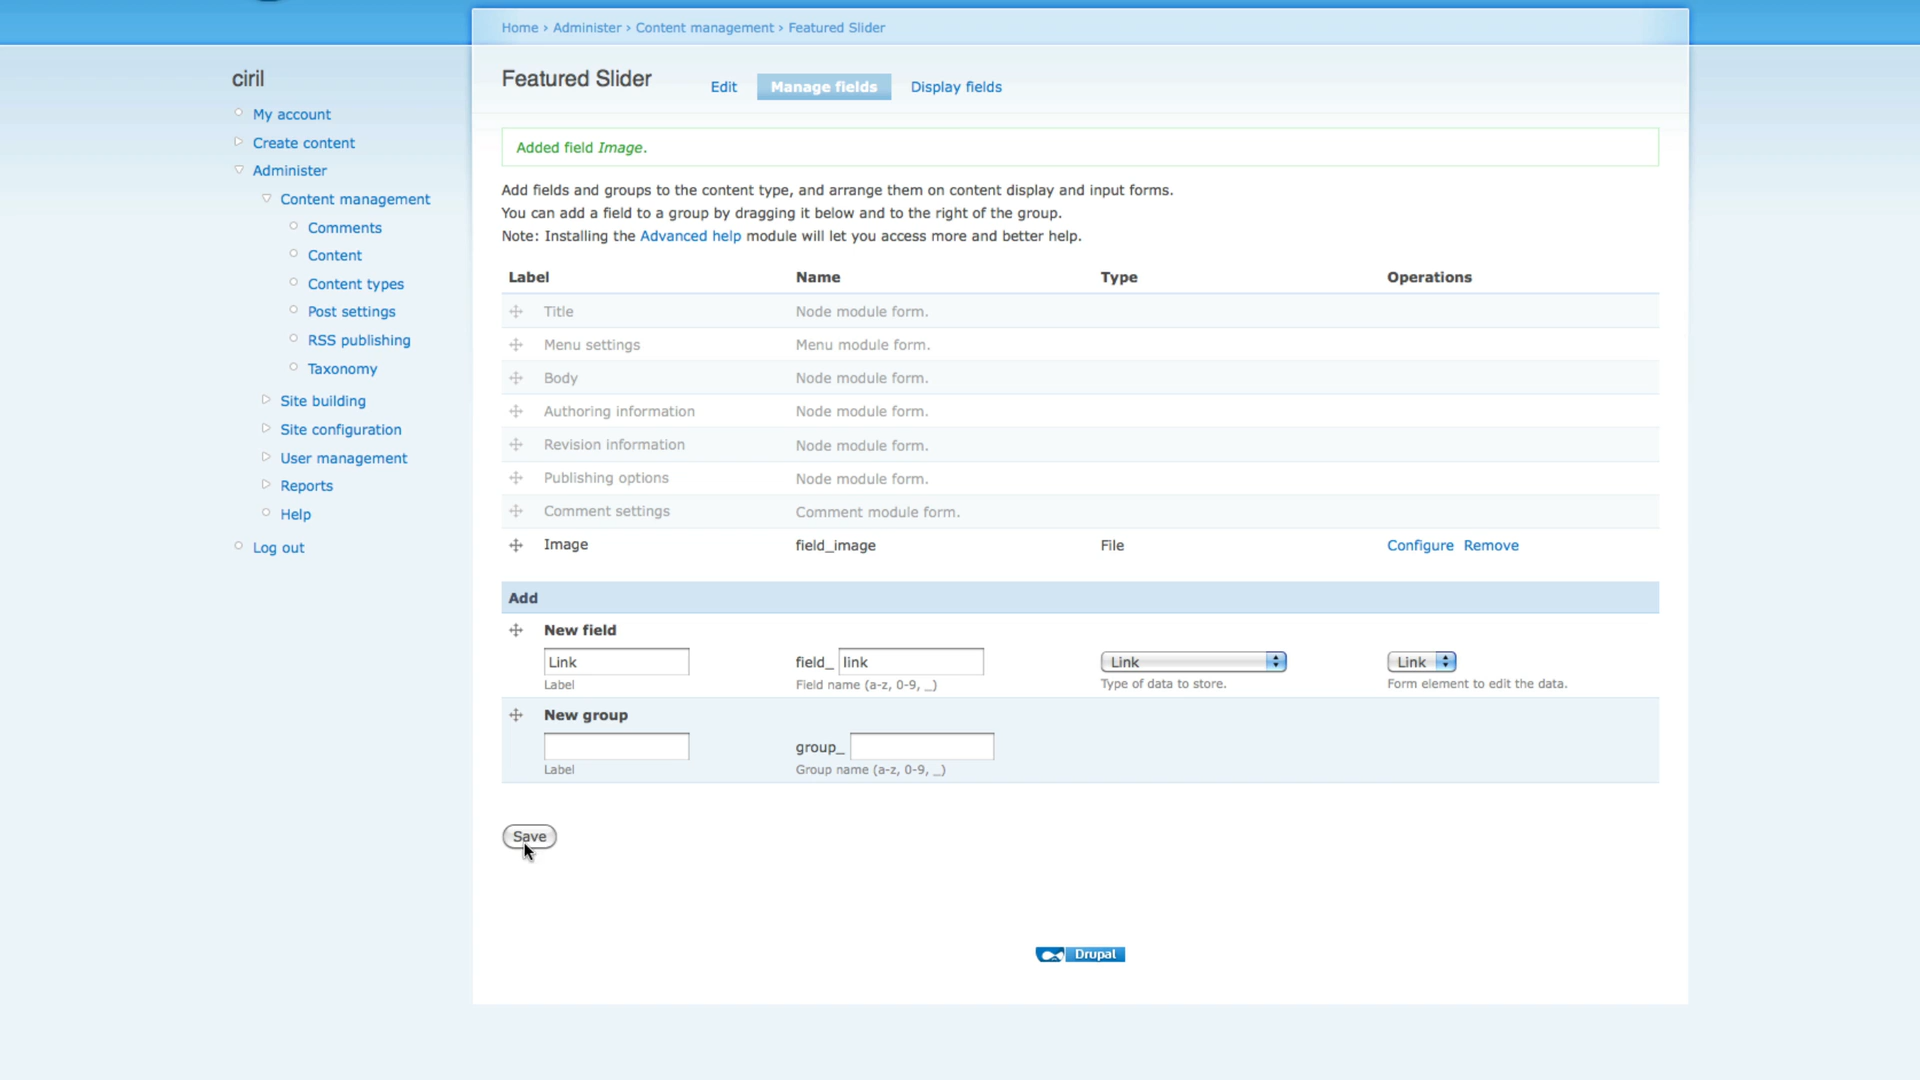 Home › Administer › Content management › Featured Slider
ciril
My account
Create content
Administer
Content management
Comments
Content
Content types
Post settings
RSS publishing
Taxonomy
Site building
Site configuration
User management
Reports
Help
Log out
Featured Slider Edit Manage fields Display fields
Added field Image.
Add fields and groups to the content type, and arrange them on content display and input forms.
You can add a field to a group by dragging it below and to the right of the group.
Note: Installing the Advanced help module will let you access more and better help.
Label Name Type Operations
Title Node module form.
Menu settings Menu module form.
Body Node module form.
Authoring information Node module form.
Revision information Node module form.
Publishing options Node module form.
Comment settings Comment module form.
Image field_image File Configure Remove
Add
New field
Link field_ link Link Link
Label Field name (a-z, 0-9, _) Type of data to store. Form element to edit the data.
New group
group_
Label Group name (a-z, 0-9, _)
Save
Drupal